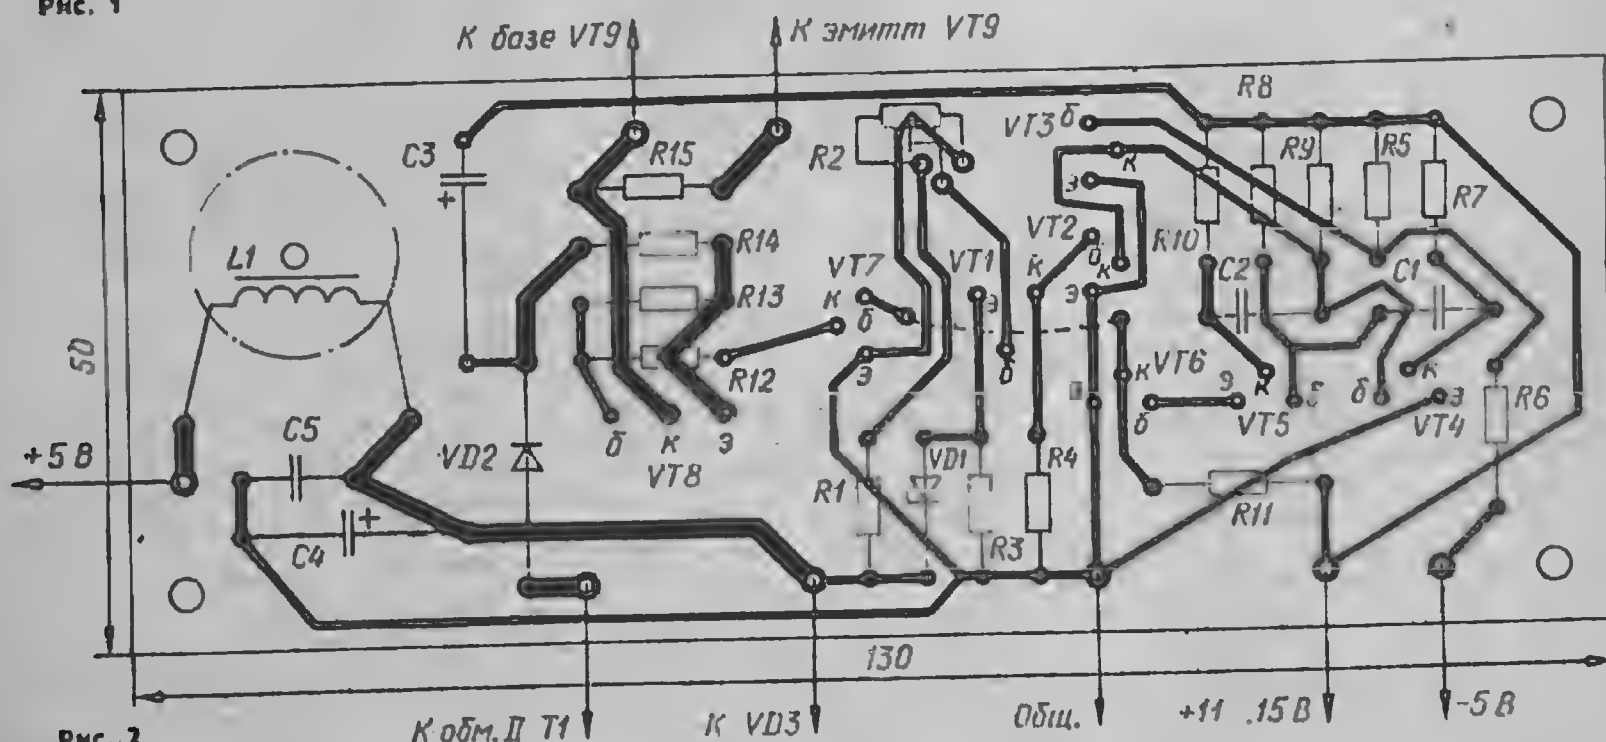 Рис. 1
К базе VT9
К эмитт VT9
R8
VT3 б
C3
R15
R2
R9
R5
к
э
R7
+
L1
R14
VT2
б
R10
VT7
VT1
к
C2
C1
R13
к
э
к
э
б
50
R12
э
б
VT6
к
к
к
R6
C5
б
к
э
э
б
б
э
+5 В
VD2
б
VT5
VT4
VT8
VD1
R4
R1
R11
C4
+
R3
130
К обм. II T1
К VD3
Общ.
+11
15 В
-5 В
Рис. 2